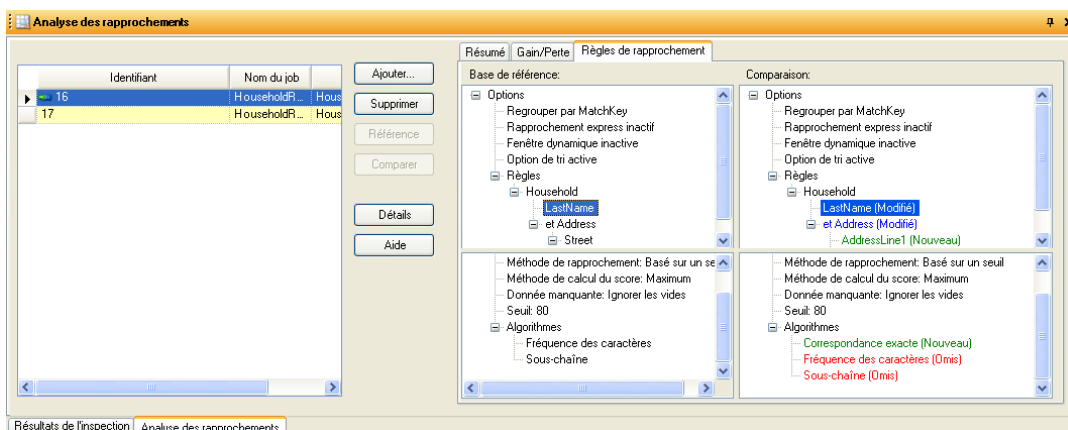 Analyse des rapprochements
Identifiant
Nom du job
16
HouseholdR...
Hous
17
HouseholdR...
Hous
Ajouter...
Supprimer
Référence
Comparer
Détails
Aide
Résumé
Gain/Perte
Règles de rapprochement
Base de référence:
Options
Regrouper par MatchKey
Rapprochement express inactif
Fenêtre dynamique inactive
Option de tri active
Règles
Household
LastName
et Address
Street
Méthode de rapprochement: Basé sur un se
Méthode de calcul du score: Maximum
Donnée manquante: Ignorer les vides
Seuil: 80
Algorithmes
Fréquence des caractères
Sous-chaîne
Comparaison:
Options
Regrouper par MatchKey
Rapprochement express inactif
Fenêtre dynamique inactive
Option de tri active
Règles
Household
LastName (Modifié)
et Address (Modifié)
AddressLine1 (Nouveau)
Méthode de rapprochement: Basé sur un seuil
Méthode de calcul du score: Maximum
Donnée manquante: Ignorer les vides
Seuil: 80
Algorithmes
Correspondance exacte (Nouveau)
Fréquence des caractères (Omis)
Sous-chaîne (Omis)
Résultats de l'inspection
Analyse des rapprochements